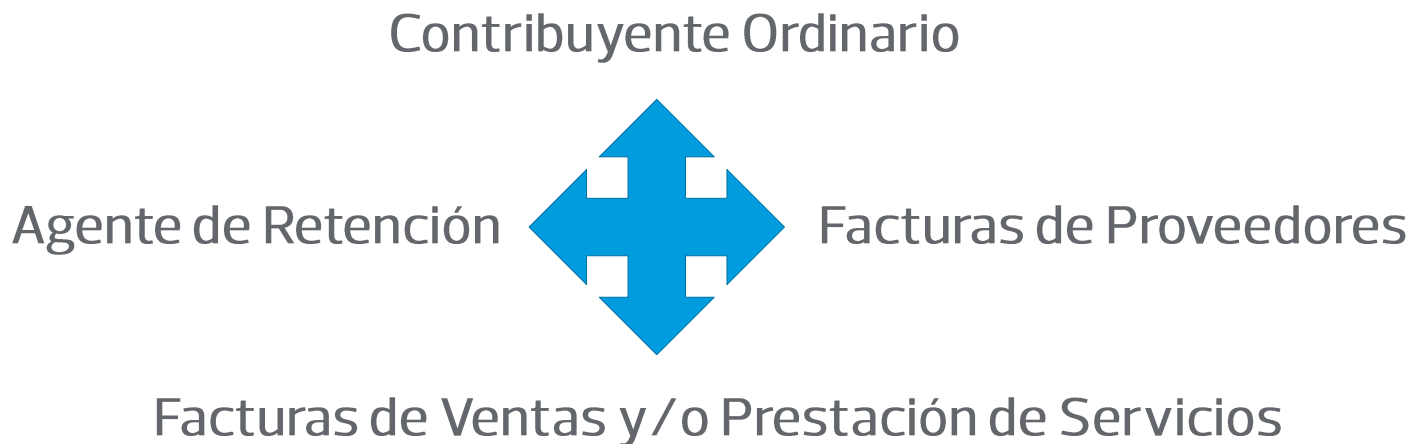 Contribuyente Ordinario
Agente de Retención
Facturas de Proveedores
Facturas de Ventas y/o Prestación de Servicios